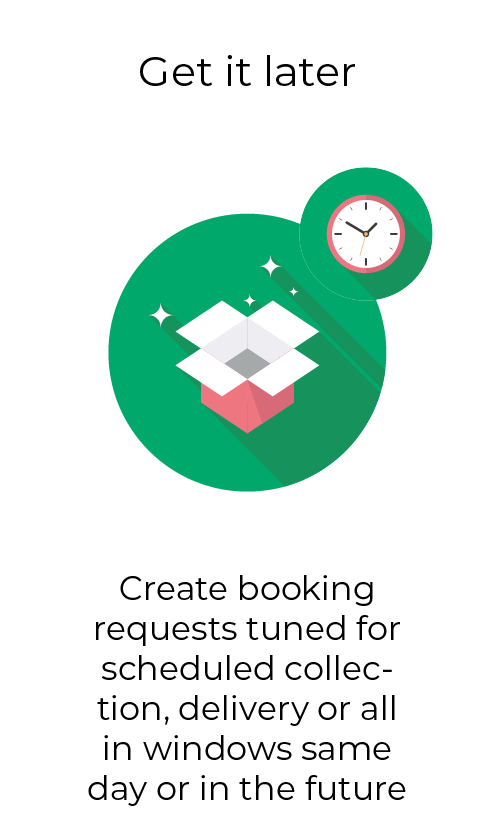 Get it later
Create booking
requests tuned for
scheduled collec-
tion, delivery or all
in windows same
day or in the future